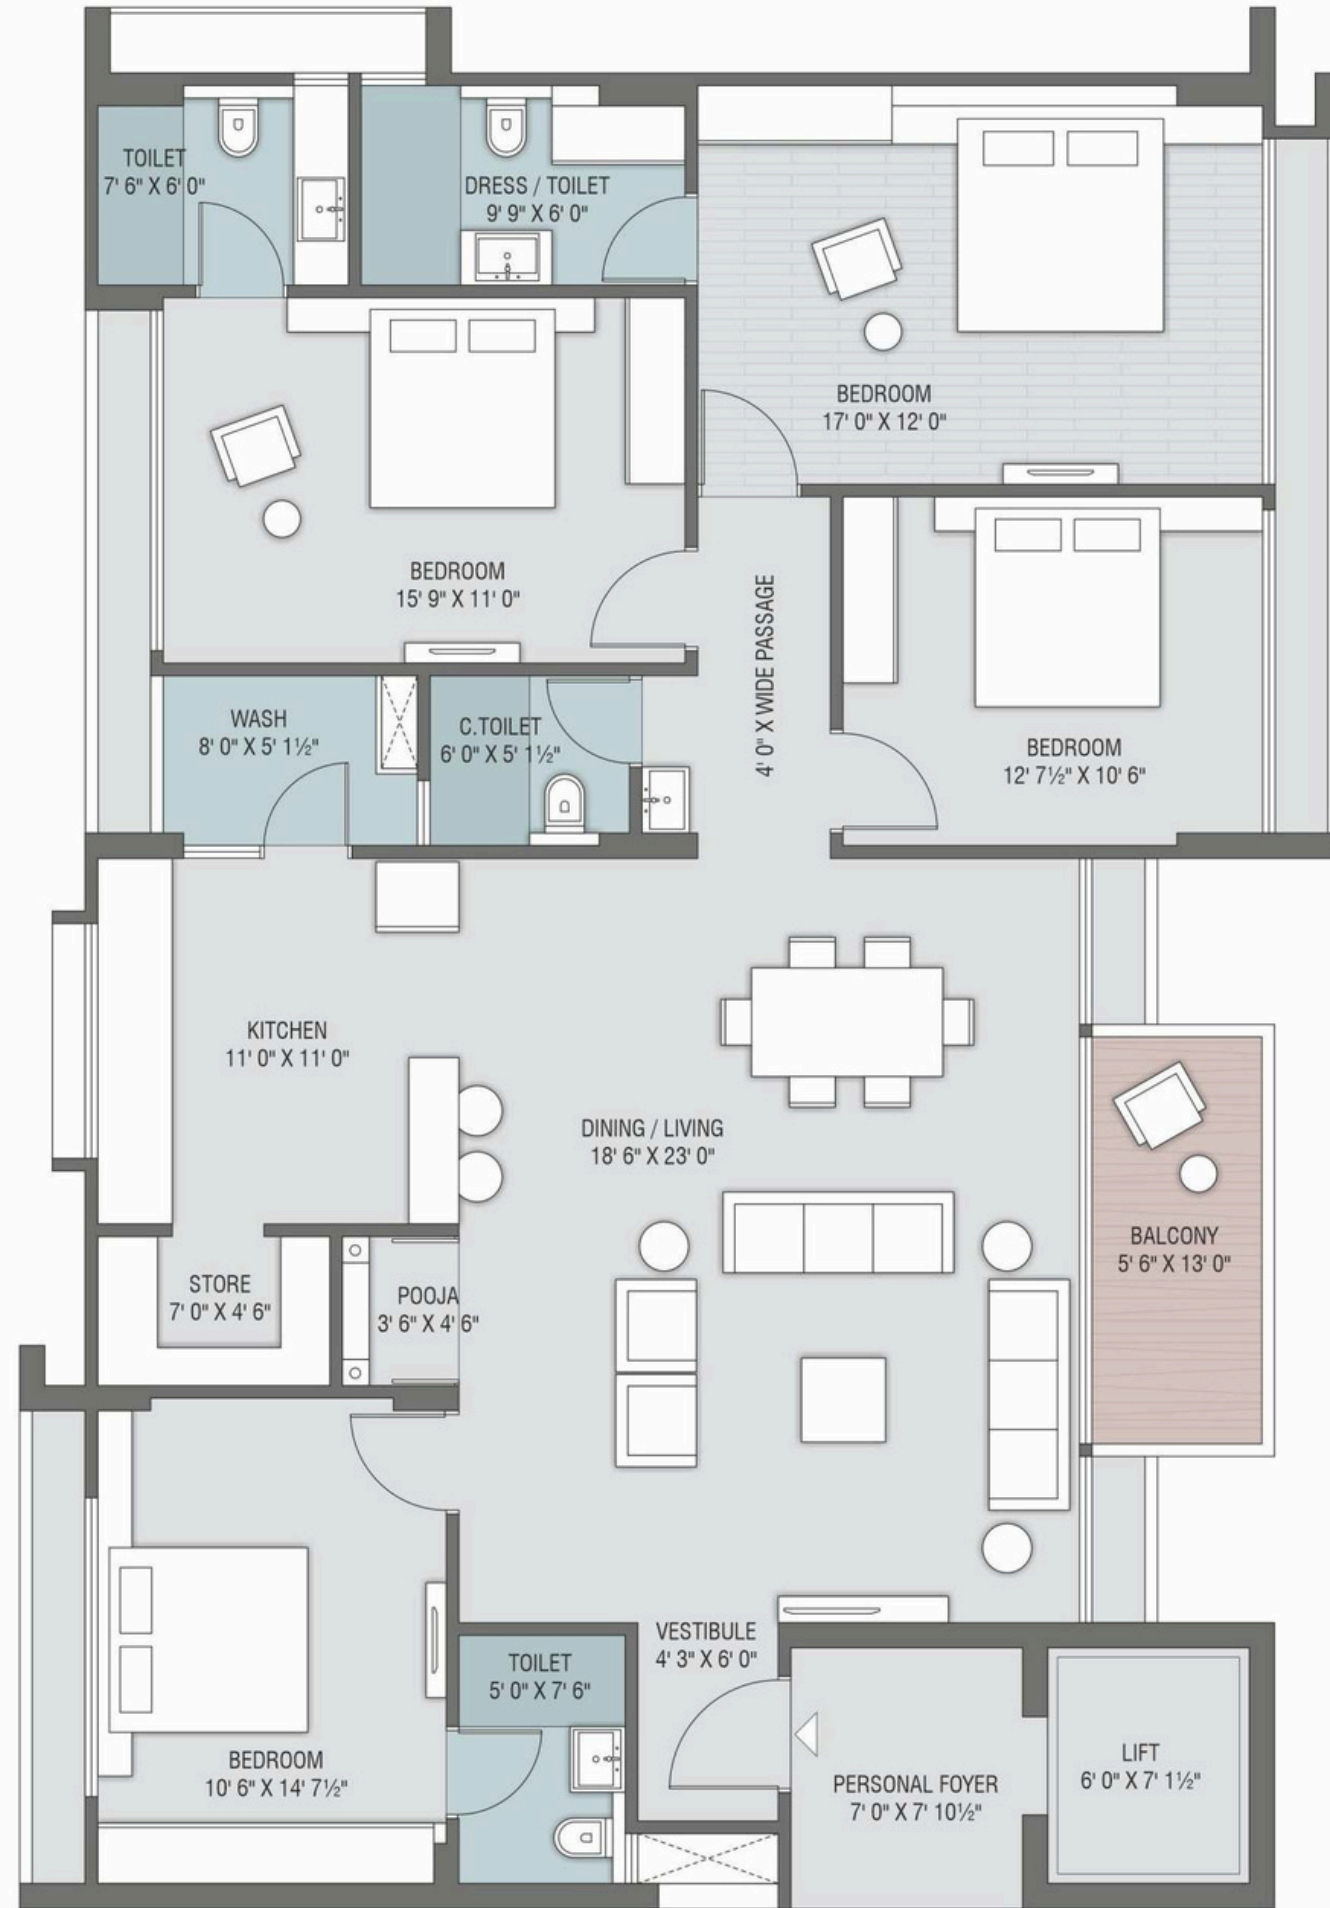 TOILET
7' 6" X 6' 0"
DRESS / TOILET
9' 9" X 6' 0"
BEDROOM
17' 0" X 12' 0"
BEDROOM
15' 9" X 11' 0"
4' 0" X WIDE PASSAGE
WASH
8' 0" X 5' 1½"
C.TOILET
6' 0" X 5' 1½"
BEDROOM
12' 7½" X 10' 6"
KITCHEN
11' 0" X 11' 0"
DINING / LIVING
18' 6" X 23' 0"
BALCONY
5' 6" X 13' 0"
STORE
7' 0" X 4' 6"
POOJA
3' 6" X 4' 6"
VESTIBULE
4' 3" X 6' 0"
TOILET
5' 0" X 7' 6"
BEDROOM
10' 6" X 14' 7½"
PERSONAL FOYER
7' 0" X 7' 10½"
LIFT
6' 0" X 7' 1½"